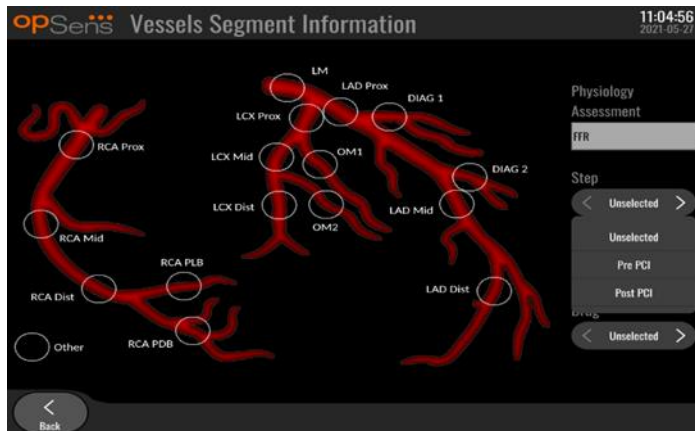 opSens Vessels Segment Information
11:04:56
2021-05-27
LM
LAD Prox
DIAG 1
LCX Prox
RCA Prox
LCX Mid
OM1
DIAG 2
LCX Dist
OM2
LAD Mid
RCA Mid
RCA PLB
RCA Dist
LAD Dist
RCA PDB
Other
Physiology
Assessment
FFR
Step
< Unselected >
Unselected
Pre PCI
Post PCI
Drug
< Unselected >
<
Back